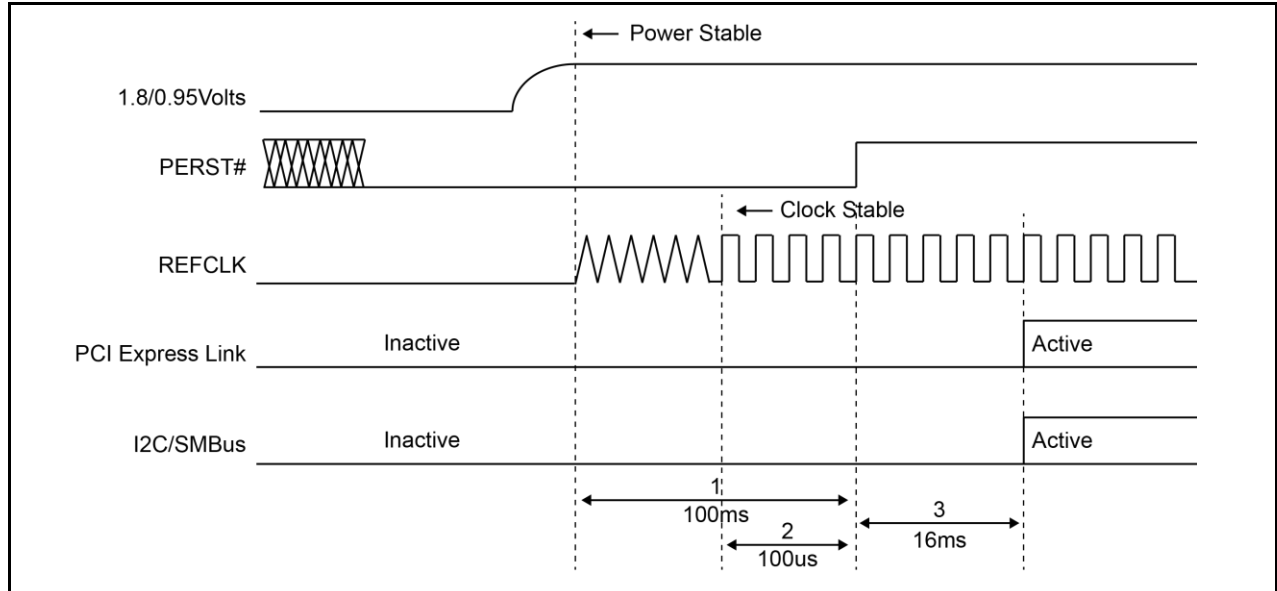 Power Stable
1.8/0.95Volts
PERST#
Clock Stable
REFCLK
PCI Express Link
Inactive
Active
I2C/SMBus
Inactive
Active
1
100ms
2
100us
3
16ms